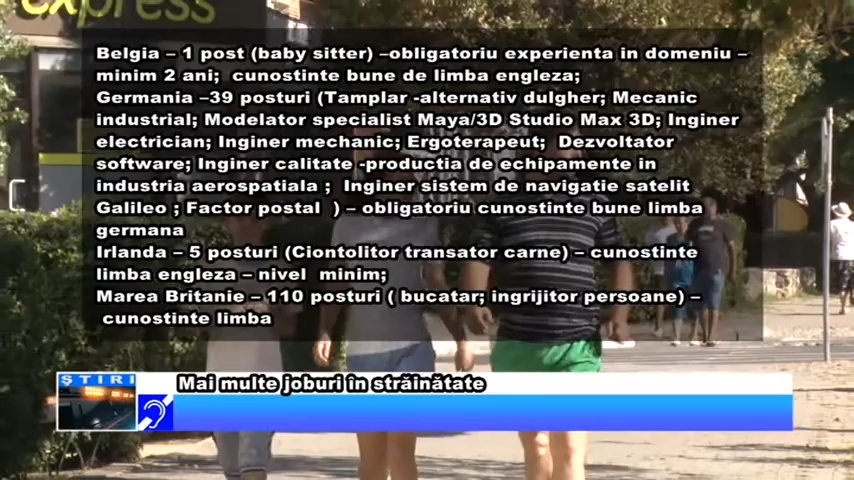 express
Belgia – 1 post (baby sitter) –obligatoriu experienta in domeniu –
minim 2 ani;  cunostinte bune de limba engleza;
Germania –39 posturi (Tamplar -alternativ dulgher; Mecanic
industrial; Modelator specialist Maya/3D Studio Max 3D; Inginer
electrician; Inginer mechanic; Ergoterapeut;  Dezvoltator
software; Inginer calitate -productia de echipamente in
industria aerospatiala ;  Inginer sistem de navigatie satelit
Galileo ; Factor postal  ) – obligatoriu cunostinte bune limba
germana
Irlanda – 5 posturi (Ciontolitor transator carne) – cunostinte
limba engleza – nivel  minim;
Marea Britanie – 110 posturi ( bucatar; ingrijitor persoane) –
cunostinte limba
ŞTIRI
Mai multe joburi în străinătate